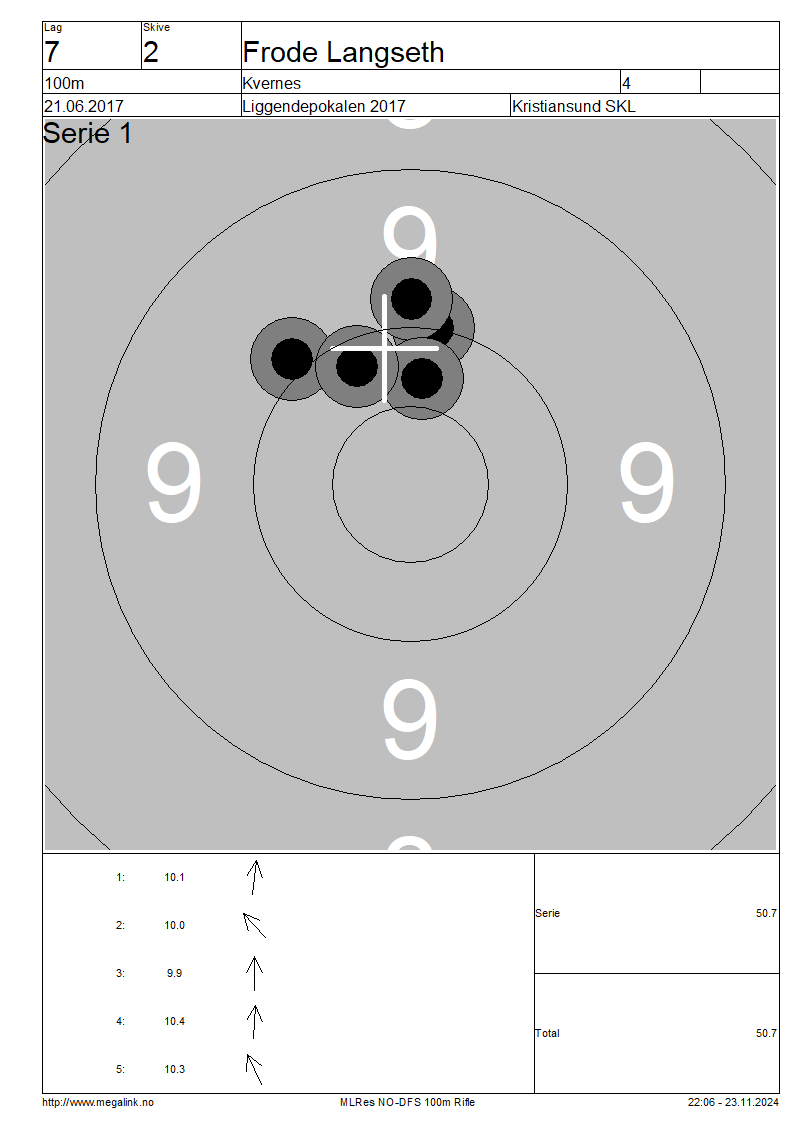 Lag Skive
7 2 Frode Langseth
100m Kvernes 4
21.06.2017 Liggendepokalen 2017 Kristiansund SKL
Serie 1
9
9 9
9
1: 10.1
2: 10.0
3: 9.9
4: 10.4
5: 10.3
Serie 50.7
Total 50.7
http://www.megalink.no MLRes NO-DFS 100m Rifle 22:06 - 23.11.2024